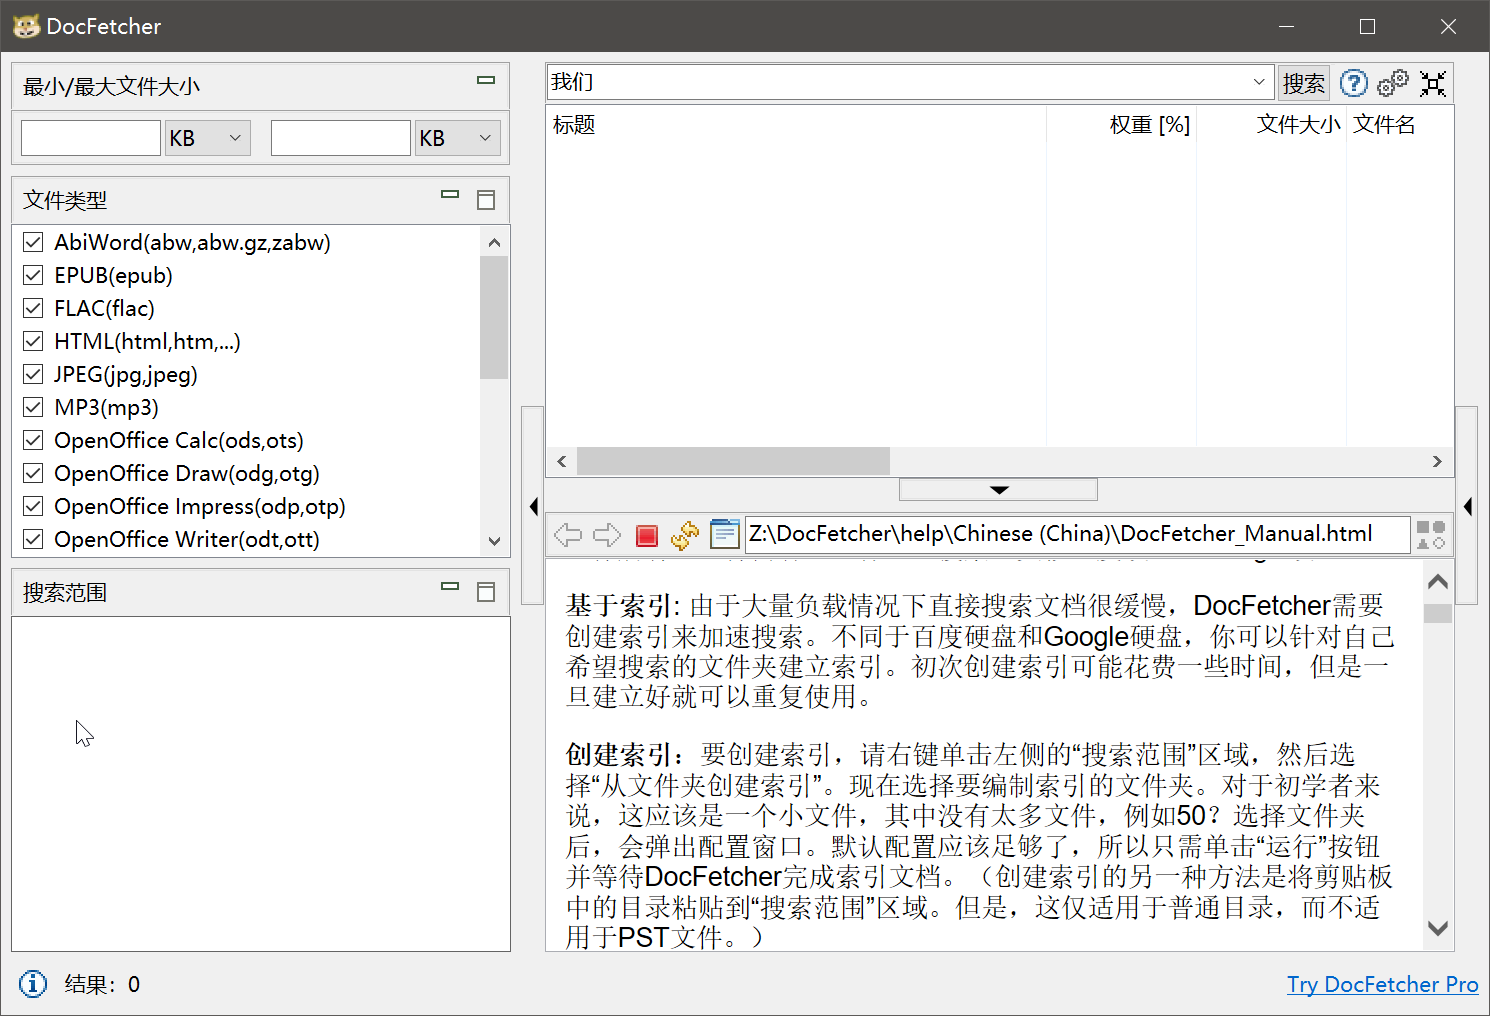 DocFetcher
最小/最大文件大小
KB
KB
文件类型
AbiWord(abw,abw.gz,zabw)
EPUB(epub)
FLAC(flac)
HTML(html,htm,...)
JPEG(jpg,jpeg)
MP3(mp3)
OpenOffice Calc(ods,ots)
OpenOffice Draw(odg,otg)
OpenOffice Impress(odp,otp)
OpenOffice Writer(odt,ott)
搜索范围
我们
搜索
标题
权重 [%]
文件大小
文件名
Z:\DocFetcher\help\Chinese (China)\DocFetcher_Manual.html
基于索引: 由于大量负载情况下直接搜索文档很缓慢，DocFetcher需要
创建索引来加速搜索。不同于百度硬盘和Google硬盘，你可以针对自己
希望搜索的文件夹建立索引。初次创建索引可能花费一些时间，但是一
旦建立好就可以重复使用。
创建索引：要创建索引，请右键单击左侧的“搜索范围”区域，然后选
择“从文件夹创建索引”。现在选择要编制索引的文件夹。对于初学者来
说，这应该是一个小文件，其中没有太多文件，例如50？选择文件夹
后，会弹出配置窗口。默认配置应该足够了，所以只需单击“运行”按钮
并等待DocFetcher完成索引文档。（创建索引的另一种方法是将剪贴板
中的目录粘贴到“搜索范围”区域。但是，这仅适用于普通目录，而不适
用于PST文件。）
结果：0
Try DocFetcher Pro